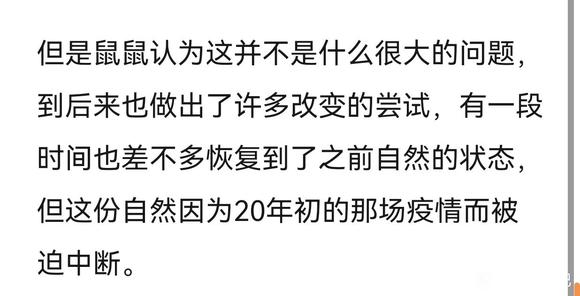 但是鼠鼠认为这并不是什么很大的问题，
到后来也做出了许多改变的尝试，有一段
时间也差不多恢复到了之前自然的状态，
但这份自然因为20年初的那场疫情而被
迫中断。